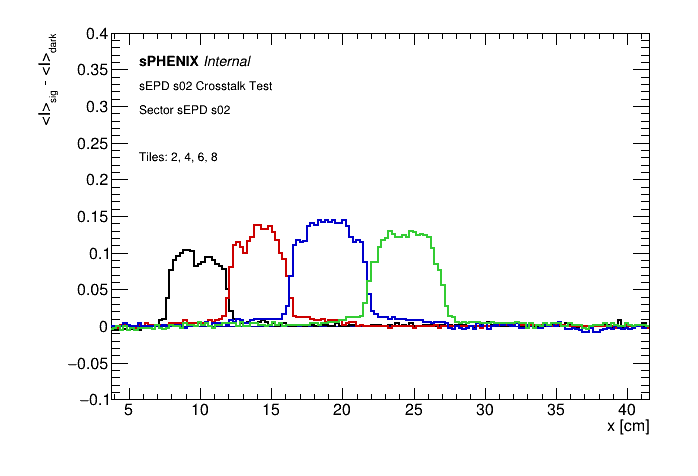 <I>sig - <I>dark
0.4
0.35
0.3
0.25
0.2
0.15
0.1
0.05
0
−0.05
−0.1
sPHENIX Internal
sEPD s02 Crosstalk Test
Sector sEPD s02
Tiles: 2, 4, 6, 8
5 10 15 20 25 30 35 40
x [cm]